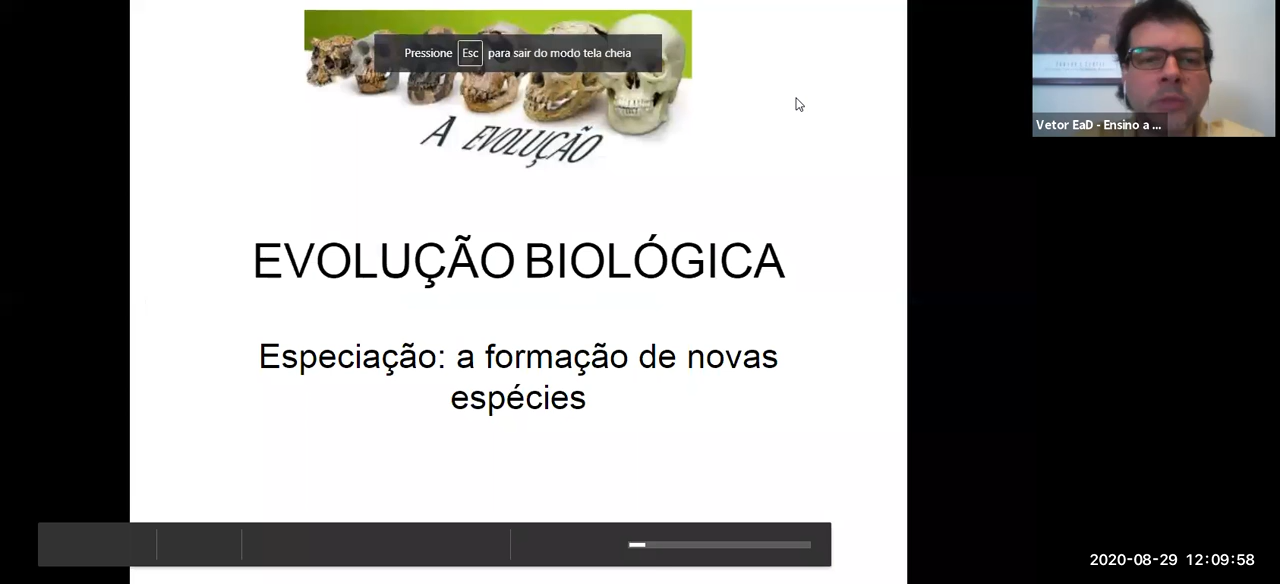 Pressione Esc para sair do modo tela cheia
A EVOLUÇÃO
Vetor EaD - Ensino a ...
EVOLUÇÃO BIOLÓGICA
Especiação: a formação de novas
espécies
2020-08-29 12:09:58